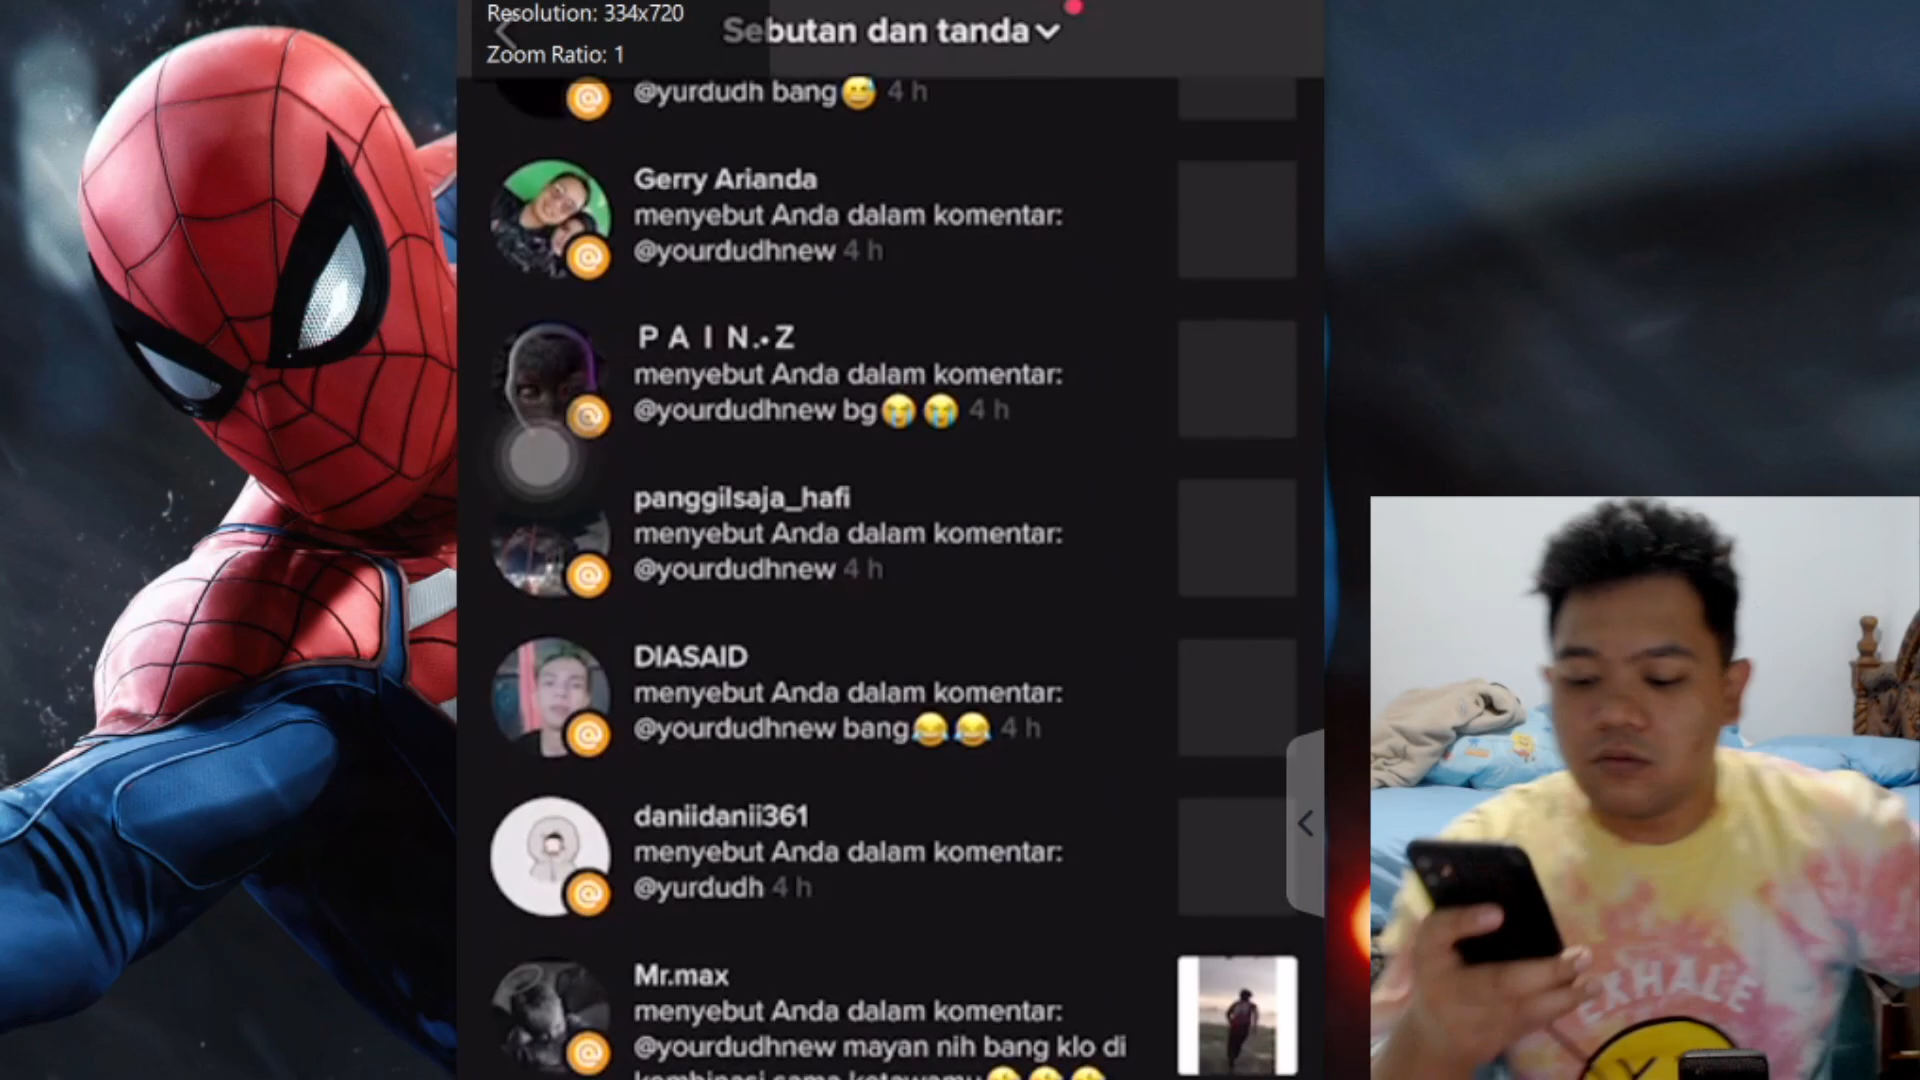 Resolution: 334x720
Zoom Ratio: 1
Sebutan dan tanda
@yurdudh bang😅 4 h
Gerry Arianda
menyebut Anda dalam komentar:
@yourdudhnew 4 h
P A I N.•Z
menyebut Anda dalam komentar:
@yourdudhnew bg😭😭 4 h
panggilsaja_hafi
menyebut Anda dalam komentar:
@yourdudhnew 4 h
DIASAID
menyebut Anda dalam komentar:
@yourdudhnew bang😂😂 4 h
daniidanii361
menyebut Anda dalam komentar:
@yurdudh 4 h
Mr.max
menyebut Anda dalam komentar:
@yourdudhnew mayan nih bang klo di
kombinasi sama ketawamu
EXHALE